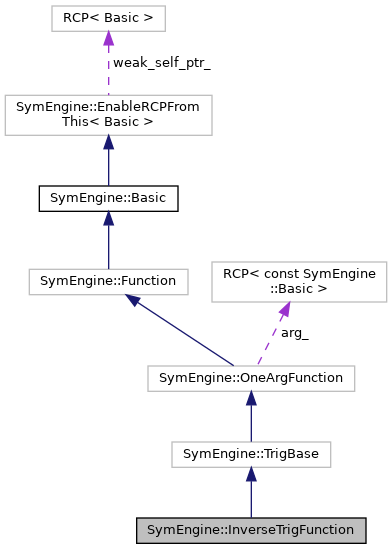 RCP< Basic >
weak_self_ptr_
SymEngine::EnableRCPFrom
This< Basic >
SymEngine::Basic
SymEngine::Function
RCP< const SymEngine
::Basic >
arg_
SymEngine::OneArgFunction
SymEngine::TrigBase
SymEngine::InverseTrigFunction